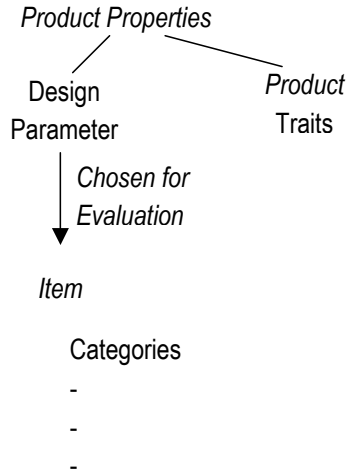 Product Properties
Design
Parameter
Product
Traits
Chosen for
Evaluation
Item
Categories
-
-
-